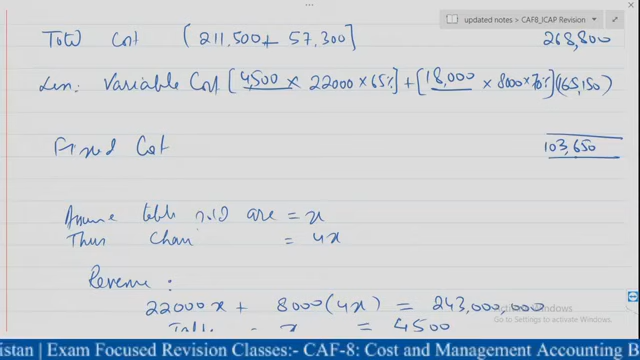 updated notes > CAF8_ICAP Revision
Total Cost [211,500 + 57,300] 268,800
Less: Variable Cost [4,500 × 22000 × 65%] + [18,000 × 8000 × 70%] (165,150)
Fixed Cost 103,650
Assume table sold are = x
Thus Chair = 4x
Revenue:
22000x + 8000(4x) = 243,000,000
x = 4500
Activate Windows
Go to Settings to activate Windows.
istan | Exam Focused Revision Classes:- CAF-8: Cost and Management Accounting B